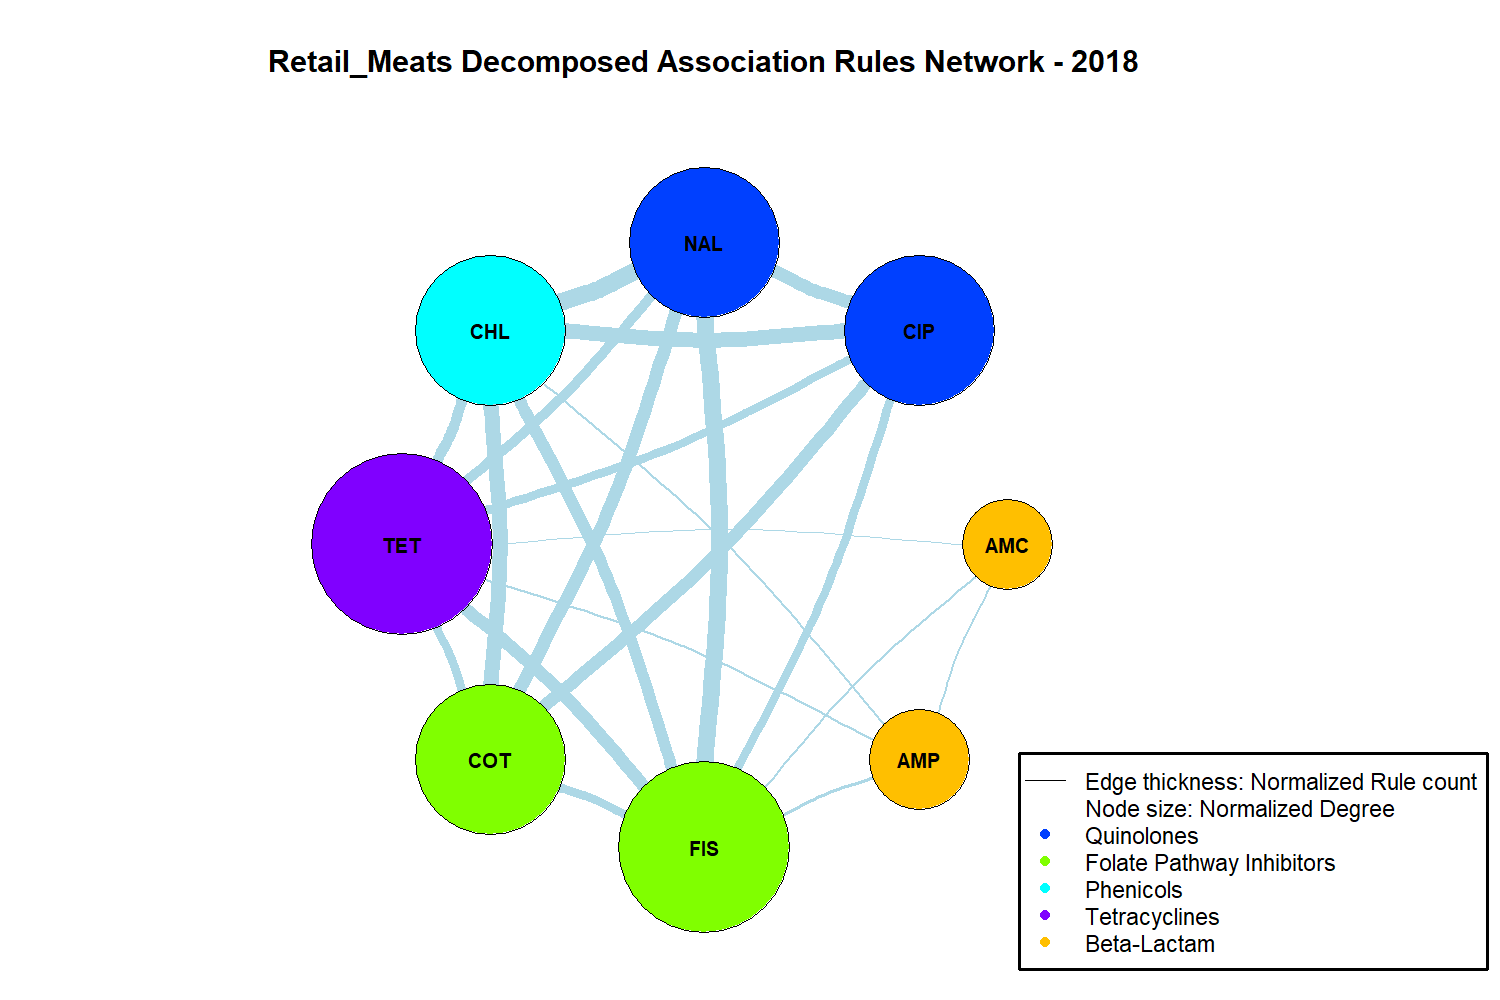 Retail_Meats Decomposed Association Rules Network - 2018
NAL
CHL
CIP
TET
AMC
COT
AMP
FIS
Edge thickness: Normalized Rule count
Node size: Normalized Degree
Quinolones
Folate Pathway Inhibitors
Phenicols
Tetracyclines
Beta-Lactam